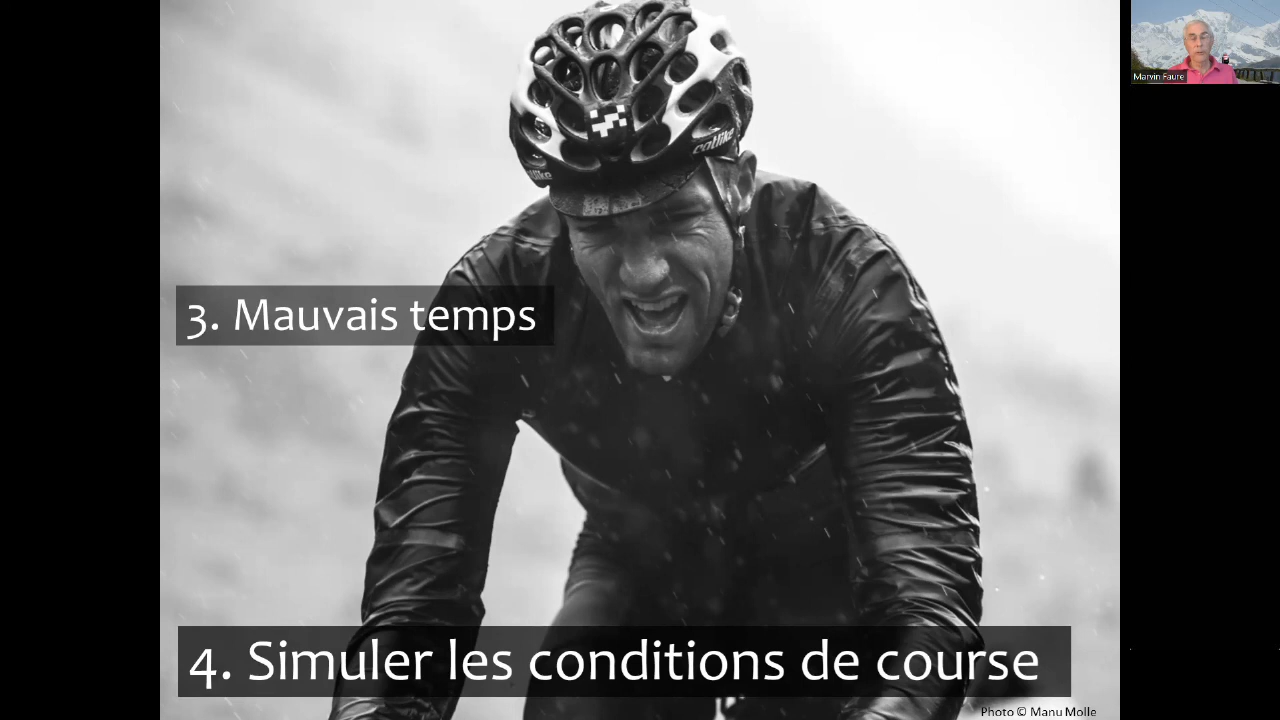 Marvin Faure
catlike
3. Mauvais temps
4. Simuler les conditions de course
Photo © Manu Molle